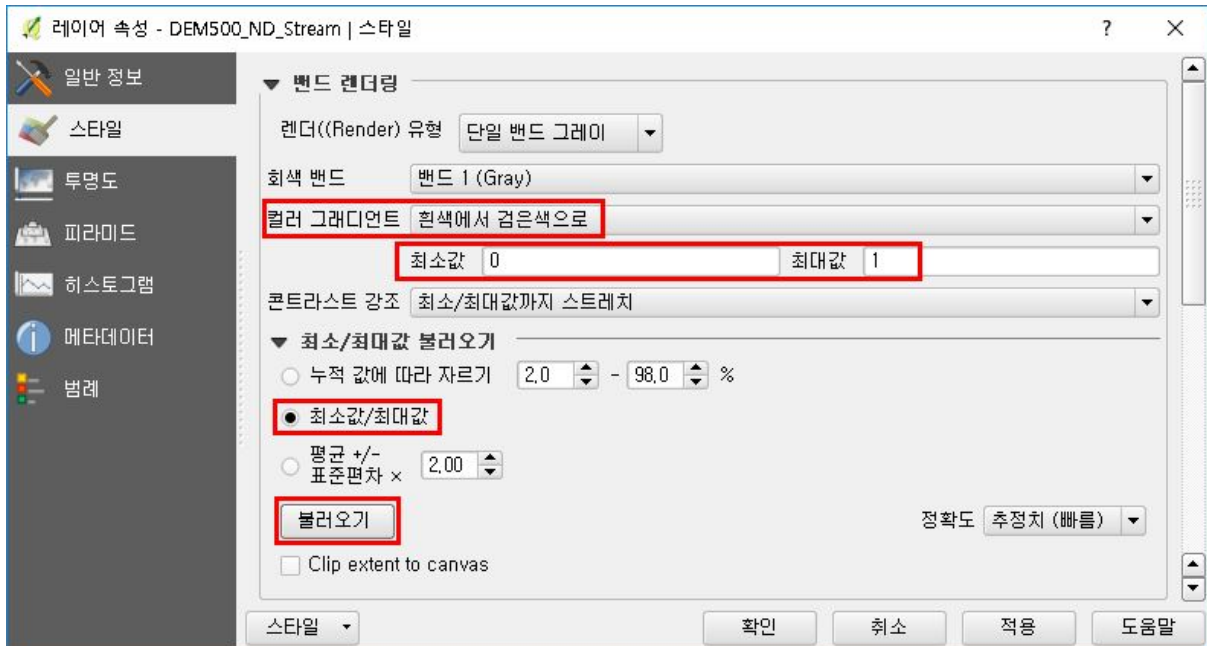 레이어 속성 - DEM500_ND_Stream | 스타일 ?
일반 정보
스타일
투명도
피라미드
히스토그램
메타데이터
범례
밴드 렌더링
렌더((Render) 유형 단일 밴드 그레이
회색 밴드 밴드 1 (Gray)
컬러 그래디언트 흰색에서 검은색으로
최소값 0 최대값 1
콘트라스트 강조 최소/최대값까지 스트레치
최소/최대값 불러오기
누적 값에 따라 자르기 2,0 - 98,0 %
최소값/최대값
평균 +/-
표준편차 × 2,00
불러오기 정확도 추정치 (빠름)
Clip extent to canvas
스타일 확인 취소 적용 도움말